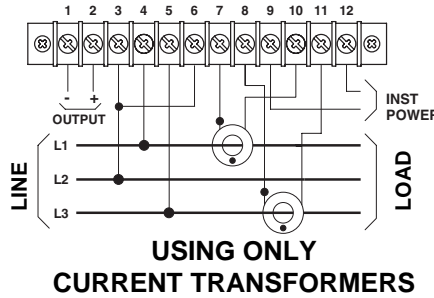 1 2 3 4 5 6 7 8 9 10 11 12
- +
OUTPUT
INST
POWER
LINE
L1
L2
L3
LOAD
USING ONLY
CURRENT TRANSFORMERS